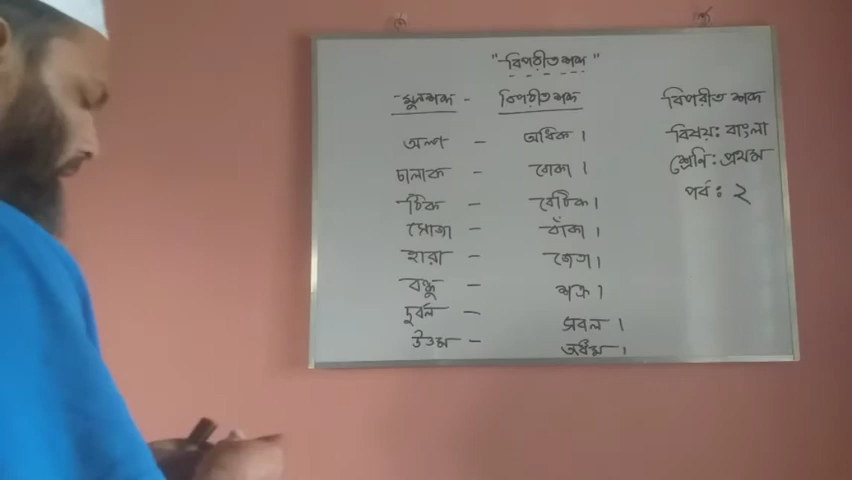 "বিপরীত শব্দ"
মুলশব্দ - বিপরীত শব্দ
অল্প - অধিক।
চালাক - বোকা।
ঠিক - বেঠিক।
সোজা - বাঁকা।
হারা - জেতা।
বন্ধু - শত্রু।
দুর্বল - সবল।
উত্তম - অধম।
বিপরীত শব্দ
বিষয়: বাংলা
শ্রেণি: প্রথম
পর্ব: ২